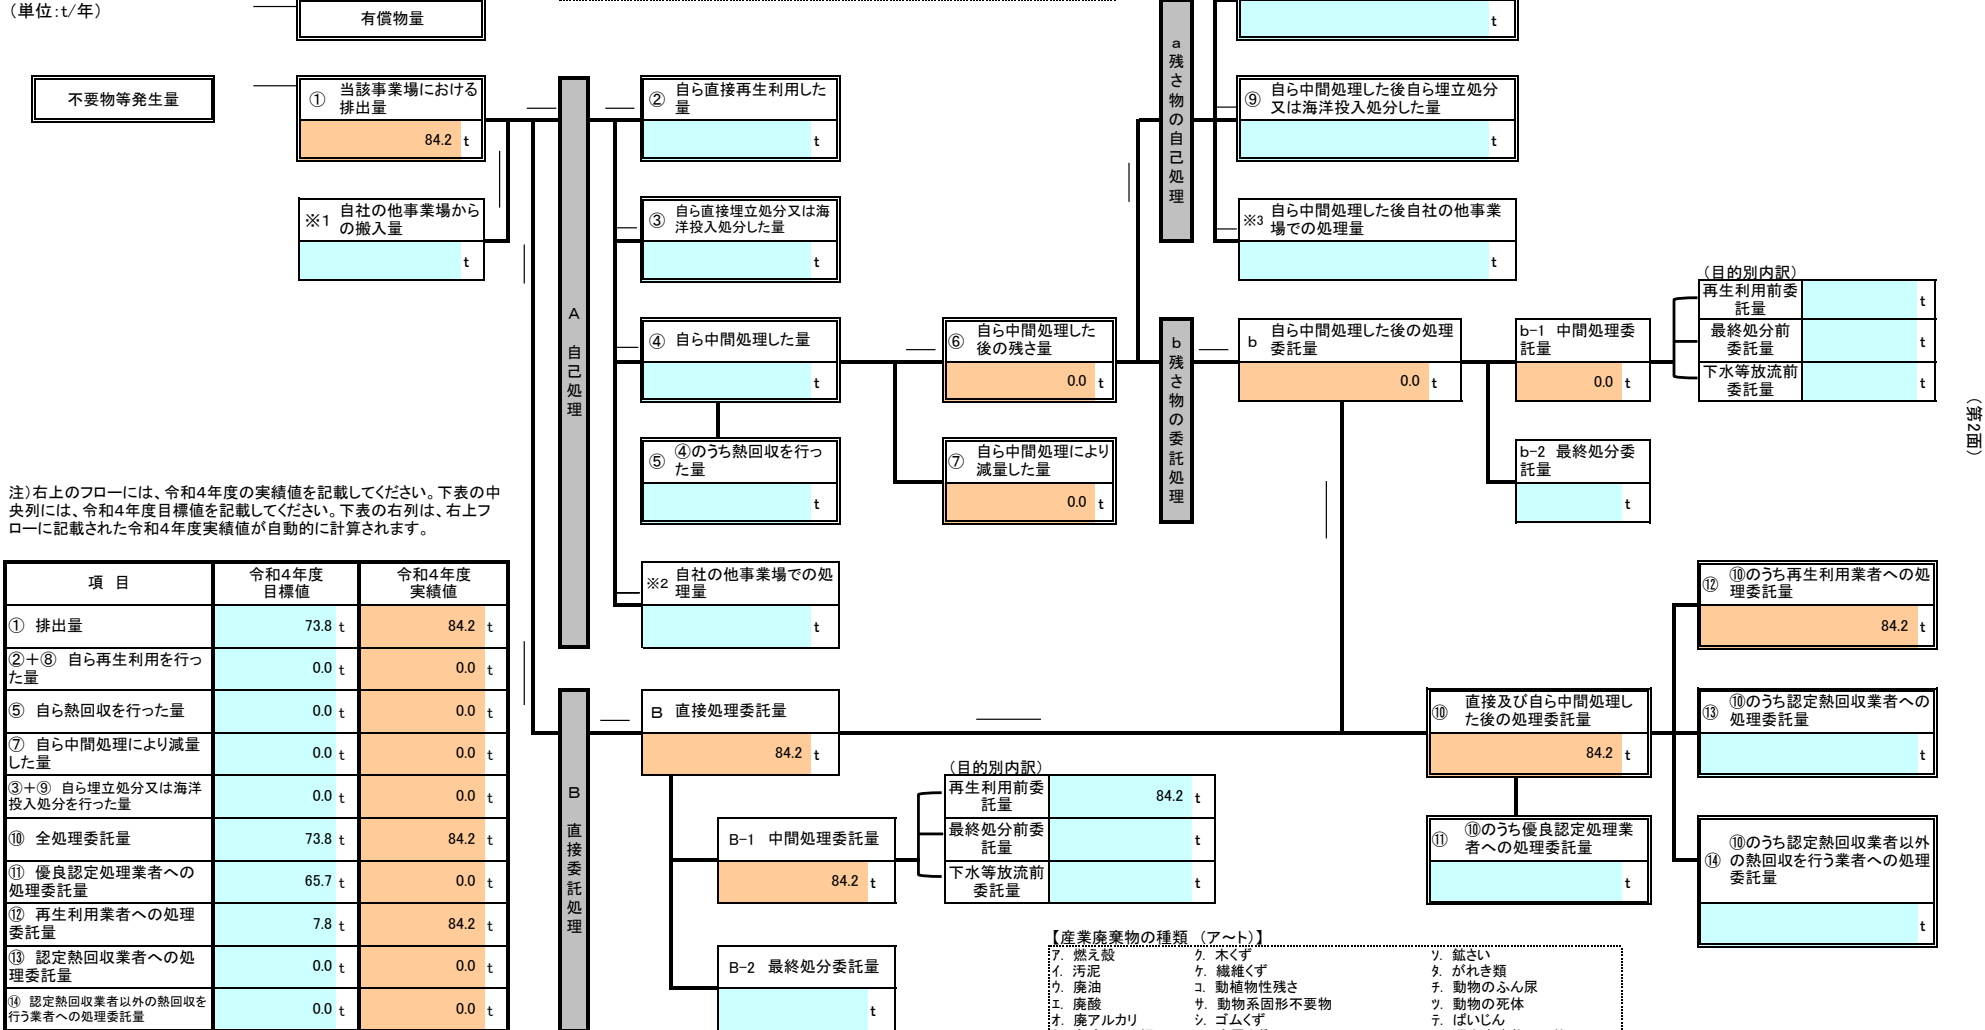 （単位：t/年）
有償物量
t
不要物等発生量
① 当該事業場における
排出量
84.2 t
※1 自社の他事業場から
の搬入量
t
A 自己処理
② 自ら直接再生利用した
量
t
③ 自ら直接埋立処分又は海
洋投入処分した量
t
④ 自ら中間処理した量
t
⑤ ④のうち熱回収を行っ
た量
t
※2 自社の他事業場での処
理量
t
⑥ 自ら中間処理した
後の残さ量
0.0 t
⑦ 自ら中間処理により
減量した量
0.0 t
a 残さ物の自己処理
⑨ 自ら中間処理した後自ら埋立処分
又は海洋投入処分した量
t
※3 自ら中間処理した後自社の他事業
場での処理量
t
b 残さ物の委託処理
b 自ら中間処理した後の処理
委託量
0.0 t
b-1 中間処理委
託量
0.0 t
b-2 最終処分委
託量
t
（目的別内訳）
再生利用前委
託量
t
最終処分前
委託量
t
下水等放流前
委託量
t
（第2面）
注）右上のフローには、令和4年度の実績値を記載してください。下表の中
央列には、令和4年度目標値を記載してください。下表の右列は、右上フ
ローに記載された令和4年度実績値が自動的に計算されます。
項 目 令和4年度
目標値 令和4年度
実績値
① 排出量 73.8 t 84.2 t
②＋⑧ 自ら再生利用を行っ
た量 0.0 t 0.0 t
⑤ 自ら熱回収を行った量 0.0 t 0.0 t
⑦ 自ら中間処理により減量
した量 0.0 t 0.0 t
③＋⑨ 自ら埋立処分又は海洋
投入処分を行った量 0.0 t 0.0 t
⑩ 全処理委託量 73.8 t 84.2 t
⑪ 優良認定処理業者への
処理委託量 65.7 t 0.0 t
⑫ 再生利用業者への処理
委託量 7.8 t 84.2 t
⑬ 認定熱回収業者への処
理委託量 0.0 t 0.0 t
⑭ 認定熱回収業者以外の熱回収を
行う業者への処理委託量 0.0 t 0.0 t
B 直接委託処理
B 直接処理委託量
84.2 t
B-1 中間処理委託量
84.2 t
B-2 最終処分委託量
t
（目的別内訳）
再生利用前委
託量
84.2 t
最終処分前委
託量
t
下水等放流前
委託量
t
⑩ 直接及び自ら中間処理し
た後の処理委託量
84.2 t
⑪ ⑩のうち優良認定処理業
者への処理委託量
t
⑫ ⑩のうち再生利用業者への処
理委託量
84.2 t
⑬ ⑩のうち認定熱回収業者への
処理委託量
t
⑭ ⑩のうち認定熱回収業者以外
の熱回収を行う業者への処理
委託量
t
【産業廃棄物の種類 （ア～ト）】
ア. 燃え殻 ク. 木くず ソ. 鉱さい
イ. 汚泥 ケ. 繊維くず タ. がれき類
ウ. 廃油 コ. 動植物性残さ チ. 動物のふん尿
エ. 廃酸 サ. 動物系固形不要物 ツ. 動物の死体
オ. 廃アルカリ シ. ゴムくず テ. ばいじん